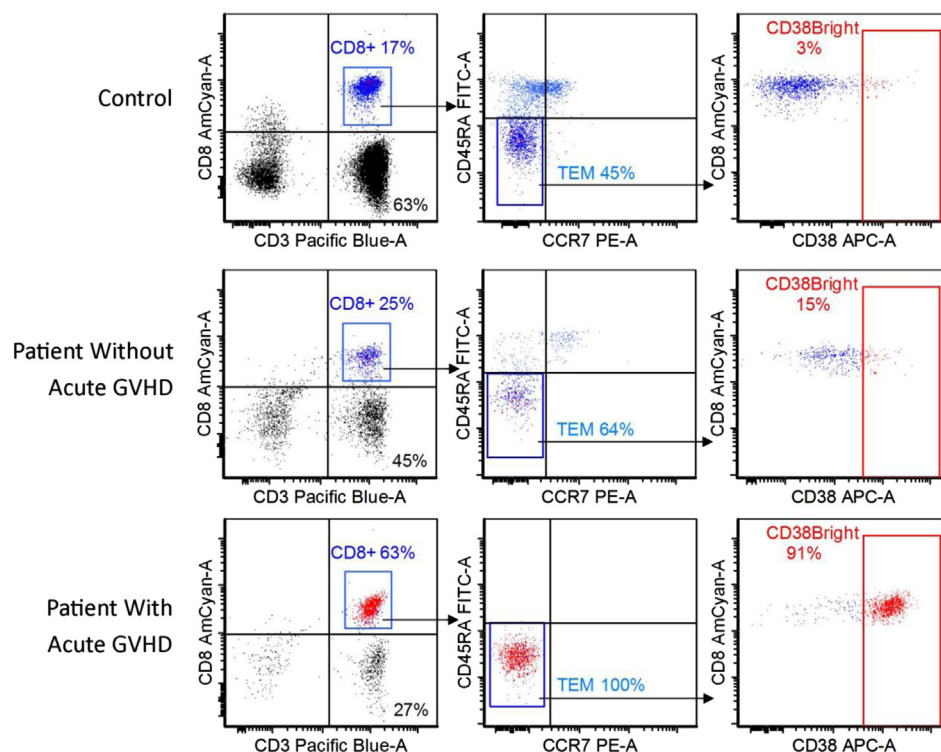 Control
CD8 AmCyan-A
CD8+ 17%
63%
CD3 Pacific Blue-A
CD45RA FITC-A
TEM 45%
CCR7 PE-A
CD8 AmCyan-A
CD38Bright
3%
CD38 APC-A
Patient Without
Acute GVHD
CD8 AmCyan-A
CD8+ 25%
45%
CD3 Pacific Blue-A
CD45RA FITC-A
TEM 64%
CCR7 PE-A
CD8 AmCyan-A
CD38Bright
15%
CD38 APC-A
Patient With
Acute GVHD
CD8 AmCyan-A
CD8+ 63%
27%
CD3 Pacific Blue-A
CD45RA FITC-A
TEM 100%
CCR7 PE-A
CD8 AmCyan-A
CD38Bright
91%
CD38 APC-A